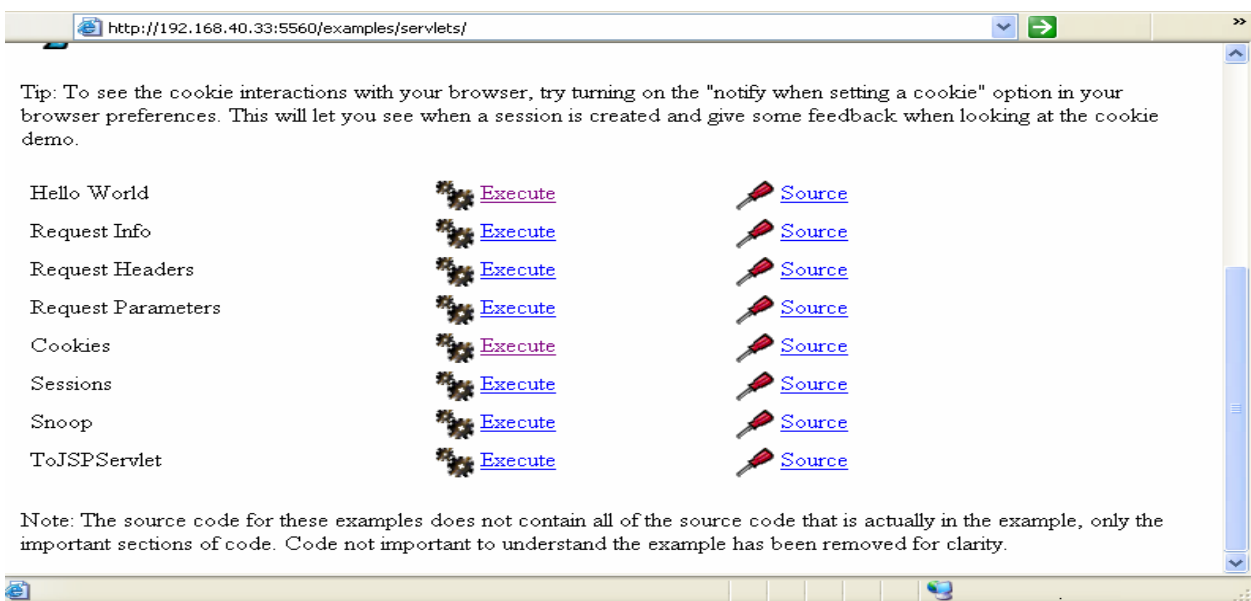 http://192.168.40.33:5560/examples/servlets/
Tip: To see the cookie interactions with your browser, try turning on the "notify when setting a cookie" option in your
browser preferences. This will let you see when a session is created and give some feedback when looking at the cookie
demo.
Hello World Execute Source
Request Info Execute Source
Request Headers Execute Source
Request Parameters Execute Source
Cookies Execute Source
Sessions Execute Source
Snoop Execute Source
ToJSPServlet Execute Source
Note: The source code for these examples does not contain all of the source code that is actually in the example, only the
important sections of code. Code not important to understand the example has been removed for clarity.